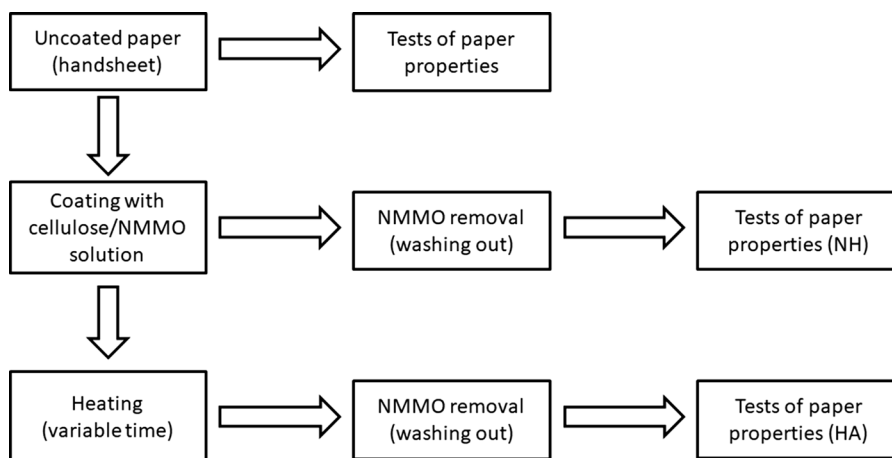 Uncoated paper
(handsheet)
Tests of paper
properties
Coating with
cellulose/NMMO
solution
NMMO removal
(washing out)
Tests of paper
properties (NH)
Heating
(variable time)
NMMO removal
(washing out)
Tests of paper
properties (HA)